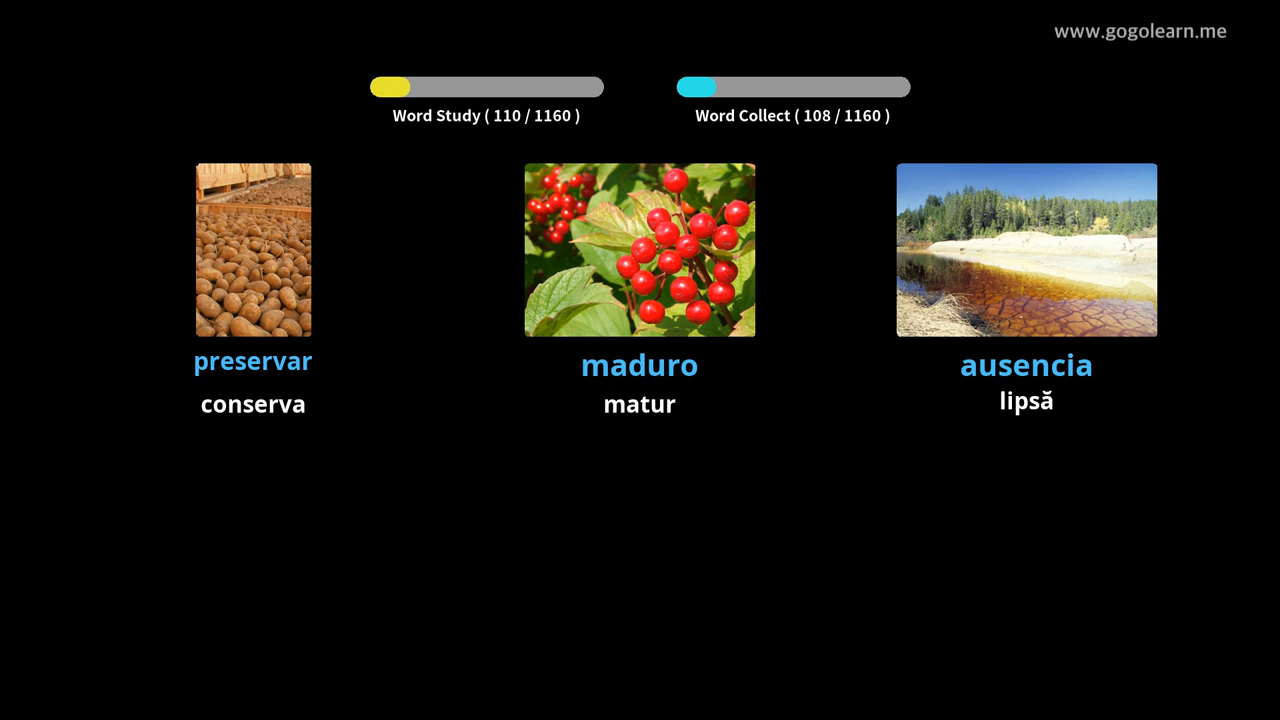 www.gogolearn.me
Word Study ( 110 / 1160 )
Word Collect ( 108 / 1160 )
preservar
conserva
maduro
matur
ausencia
lipsă